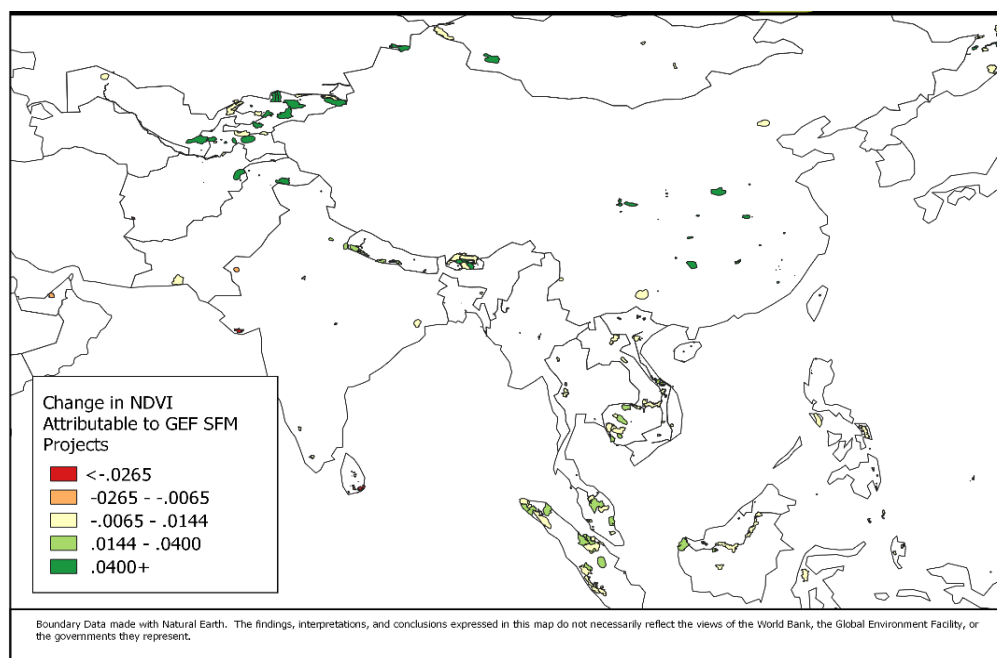 Change in NDVI
Attributable to GEF SFM
Projects
<-.0265
-0265 - -.0065
-.0065 - .0144
.0144 - .0400
.0400+
Boundary Data made with Natural Earth. The findings, interpretations, and conclusions expressed in this map do not necessarily reflect the views of the World Bank, the Global Environment Facility, or
the governments they represent.